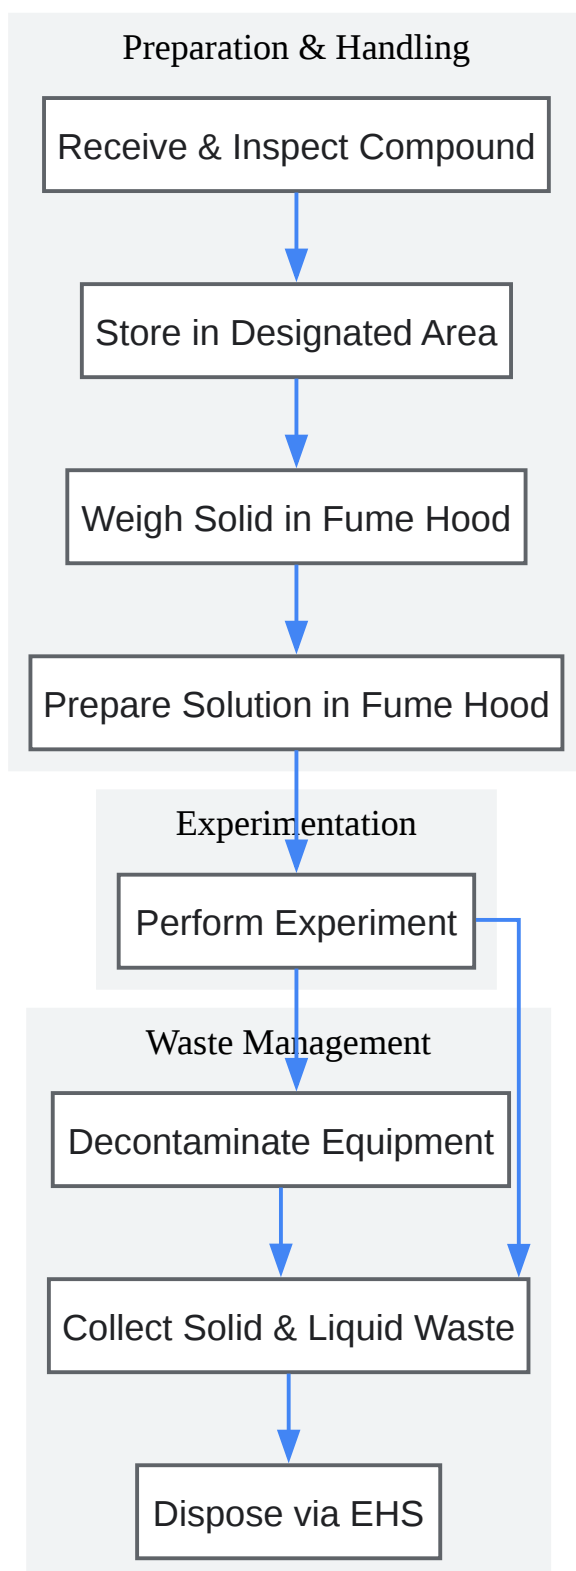 Preparation & Handling
Receive & Inspect Compound
Store in Designated Area
Weigh Solid in Fume Hood
Prepare Solution in Fume Hood
Experimentation
Perform Experiment
Waste Management
Decontaminate Equipment
Collect Solid & Liquid Waste
Dispose via EHS